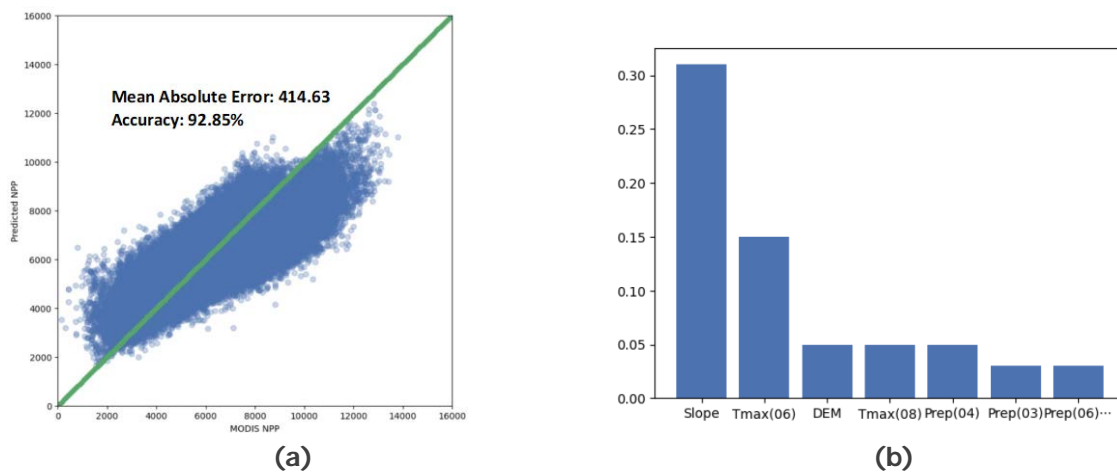 16000
14000
12000
10000
8000
6000
4000
2000
0
Predicted NPP
Mean Absolute Error: 414.63
Accuracy: 92.85%
0 2000 4000 6000 8000 10000 12000 14000 16000
MODIS NPP
(a)
0.30
0.25
0.20
0.15
0.10
0.05
0.00
Slope Tmax(06) DEM Tmax(08) Prep(04) Prep(03) Prep(06)···
(b)